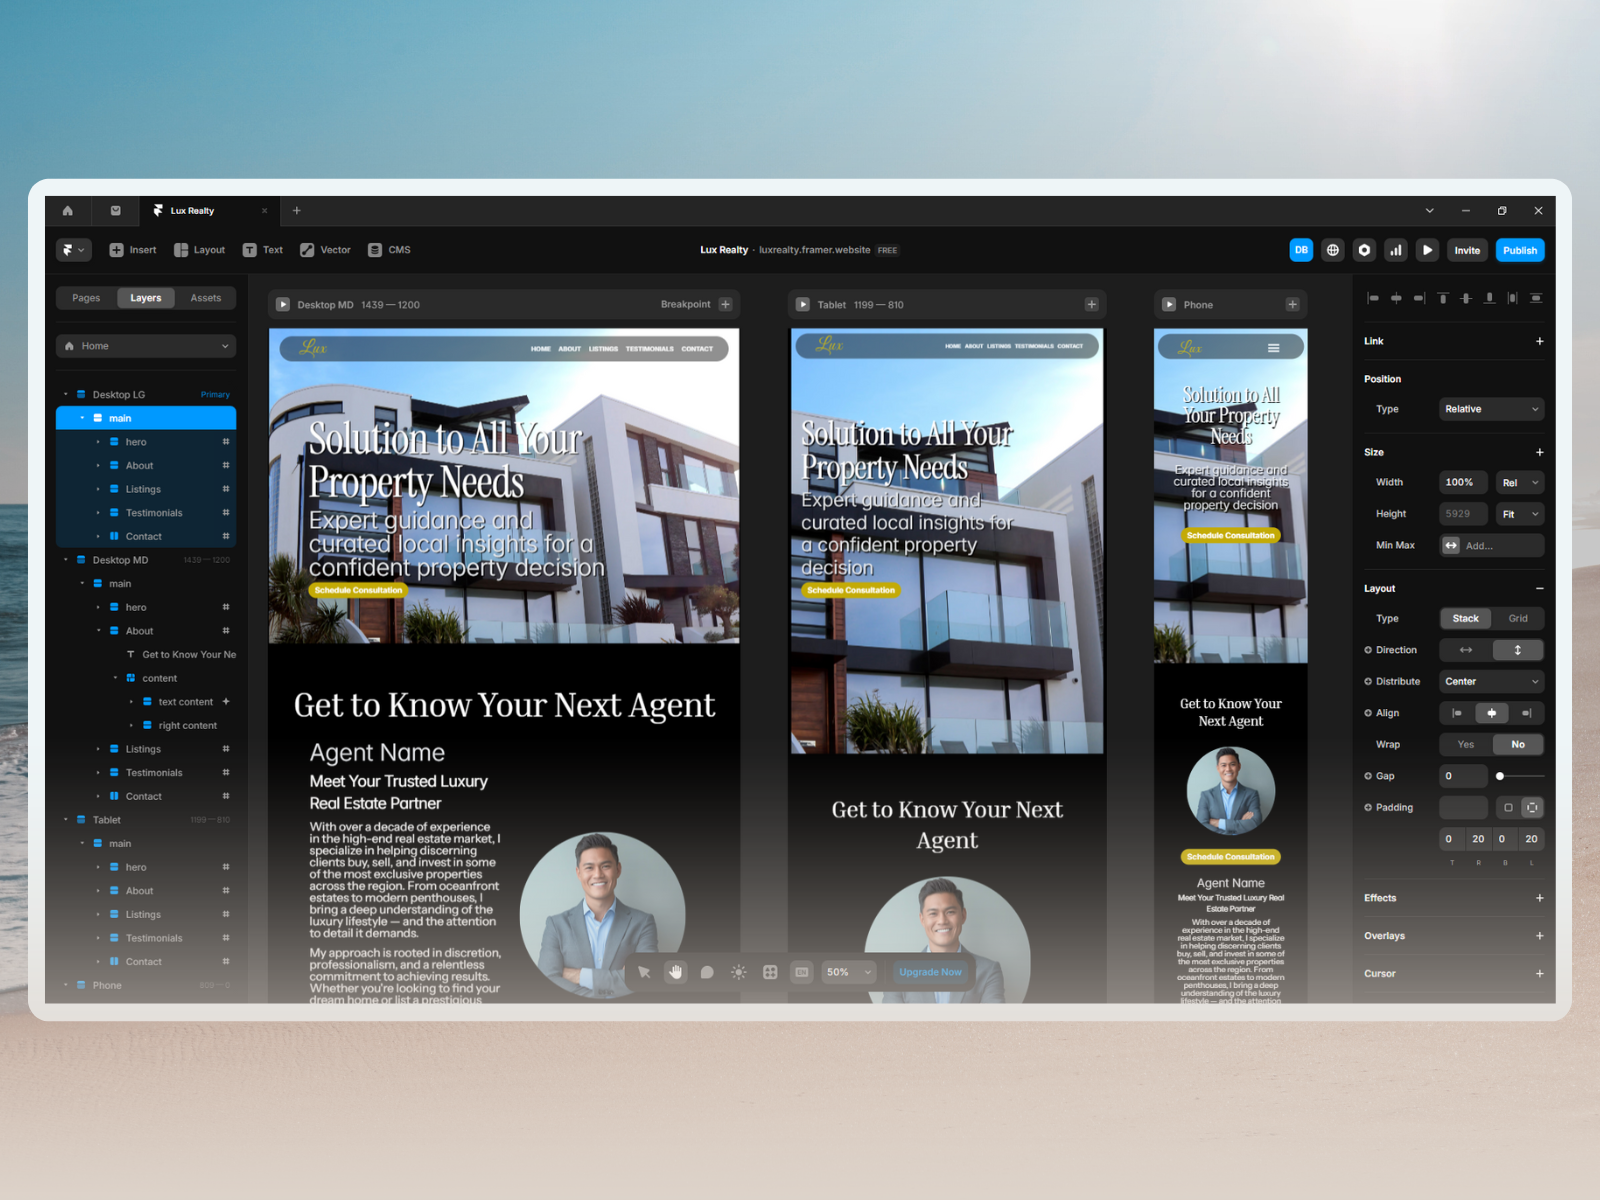 Lux Realty
Insert
Layout
Text
Vector
CMS
Lux Realty · luxrealty.framer.website FREE
DB
Invite
Publish
Pages
Layers
Assets
Home
Desktop LG
Primary
main
hero
About
Listings
Testimonials
Contact
Desktop MD
1439 — 1200
main
hero
About
Get to Know Your Ne
content
text content
right content
Listings
Testimonials
Contact
Tablet
1199 — 810
main
hero
About
Listings
Testimonials
Contact
Phone
809 — 0
Desktop MD 1439 — 1200
Breakpoint
Lux
HOME ABOUT LISTINGS TESTIMONIALS CONTACT
Solution to All Your
Property Needs
Expert guidance and
curated local insights for a
confident property decision
Schedule Consultation
Get to Know Your Next Agent
Agent Name
Meet Your Trusted Luxury
Real Estate Partner
With over a decade of experience
in the high-end real estate market, I
specialize in helping discerning
clients buy, sell, and invest in some
of the most exclusive properties
across the region. From oceanfront
estates to modern penthouses, I
bring a deep understanding of the
luxury lifestyle — and the attention
to detail it demands.
My approach is rooted in discretion,
professionalism, and a relentless
commitment to achieving results.
Whether you're looking to find your
dream home or list a prestigious
Tablet 1199 — 810
Lux
HOME ABOUT LISTINGS TESTIMONIALS CONTACT
Solution to All Your
Property Needs
Expert guidance and
curated local insights for
a confident property
decision
Schedule Consultation
Get to Know Your Next
Agent
Phone
Lux
Solution to All
Your Property
Needs
Expert guidance and
curated local insights
for a confident
property decision
Schedule Consultation
Get to Know Your
Next Agent
Schedule Consultation
Agent Name
Meet Your Trusted Luxury Real
Estate Partner
With over a decade of
experience in the high-end
real estate market, I specialize
in helping discerning clients
buy, sell, and invest in some of
the most exclusive properties
across the region. From
oceanfront estates to modern
penthouses, I bring a deep
understanding of the luxury
lifestyle — and the attention
EN
50%
Upgrade Now
Link
Position
Type
Relative
Size
Width
100%
Rel
Height
5929
Fit
Min Max
Add...
Layout
Type
Stack
Grid
Direction
Distribute
Center
Align
Wrap
Yes
No
Gap
0
Padding
0 20 0 20
T R B L
Effects
Overlays
Cursor